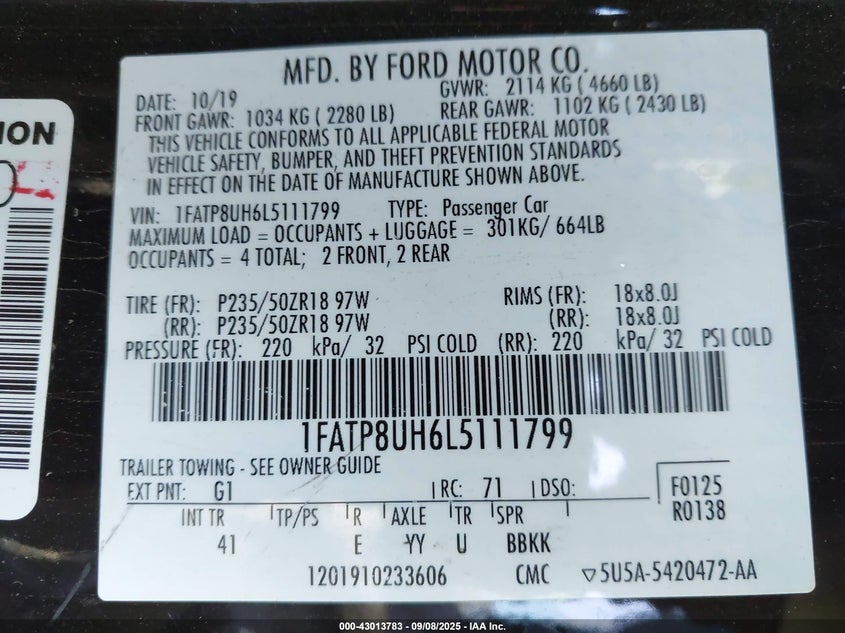 MFD. BY FORD MOTOR CO.
DATE: 10/19 GVWR: 2114 KG ( 4660 LB)
FRONT GAWR: 1034 KG ( 2280 LB) REAR GAWR: 1102 KG ( 2430 LB)
THIS VEHICLE CONFORMS TO ALL APPLICABLE FEDERAL MOTOR
VEHICLE SAFETY, BUMPER, AND THEFT PREVENTION STANDARDS
IN EFFECT ON THE DATE OF MANUFACTURE SHOWN ABOVE.
VIN: 1FATP8UH6L5111799 TYPE: Passenger Car
MAXIMUM LOAD = OCCUPANTS + LUGGAGE = 301KG/ 664LB
OCCUPANTS = 4 TOTAL; 2 FRONT, 2 REAR
TIRE (FR): P235/50ZR18 97W RIMS (FR): 18x8.0J
(RR): P235/50ZR18 97W (RR): 18x8.0J
PRESSURE (FR): 220 kPa/ 32 PSI COLD (RR): 220 kPa/ 32 PSI COLD
1FATP8UH6L5111799
TRAILER TOWING - SEE OWNER GUIDE
EXT PNT: G1 RC: 71 DSO: F0125
R0138
INT TR TP/PS R AXLE TR SPR
41 E YY U BBKK
1201910233606 CMC ▽5U5A-5420472-AA
ION
000-43013783 - 09/08/2025 - IAA Inc.